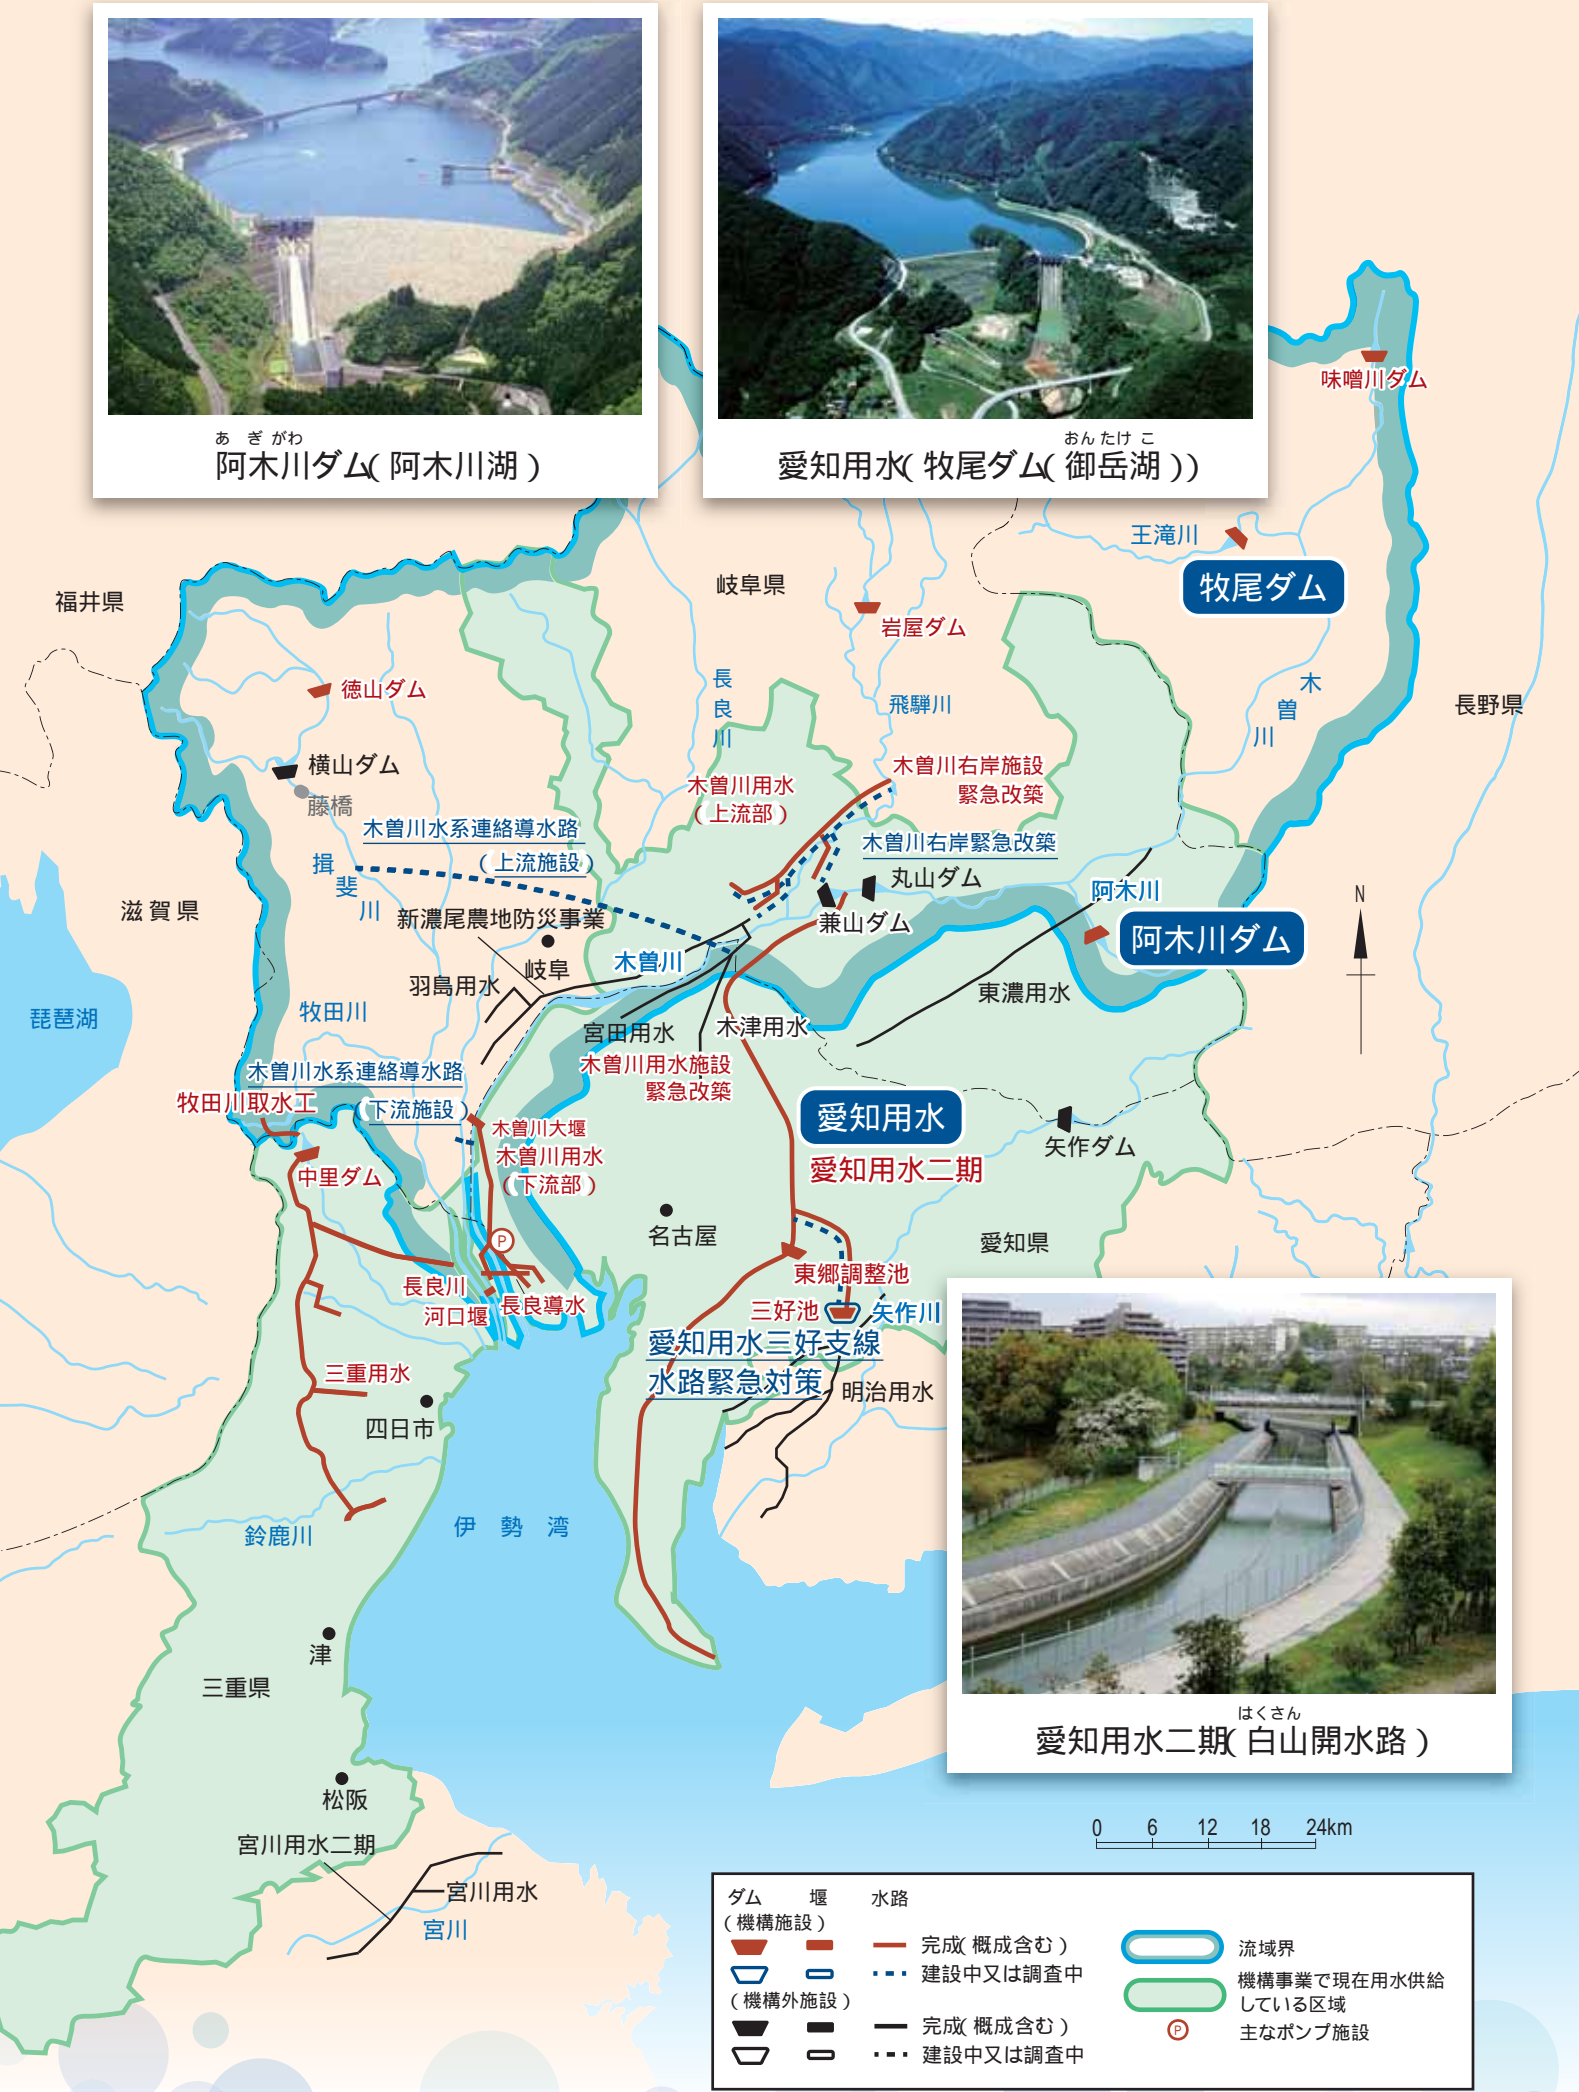 あぎがわ
阿木川ダム(阿木川湖)
おんたけこ
愛知用水(牧尾ダム(御岳湖))
味噌川ダム
王滝川
牧尾ダム
福井県
岐阜県
岩屋ダム
徳山ダム
長良川
飛騨川
木曽川
長野県
横山ダム
藤橋
木曽川用水
(上流部)
木曽川右岸施設
緊急改築
木曽川水系連絡導水路
(上流施設)
木曽川右岸緊急改築
揖斐川
丸山ダム
阿木川
滋賀県
新濃尾農地防災事業
兼山ダム
阿木川ダム
N
岐阜
木曽川
羽島用水
東濃用水
琵琶湖
牧田川
宮田用水
木津用水
木曽川用水施設
緊急改築
木曽川水系連絡導水路
(下流施設)
牧田川取水工
愛知用水
木曽川大堰
木曽川用水
(下流部)
矢作ダム
愛知用水二期
中里ダム
名古屋
P
愛知県
東郷調整池
長良川
河口堰
長良導水
三好池
矢作川
愛知用水三好支線
水路緊急対策
明治用水
三重用水
四日市
鈴鹿川
伊勢湾
津
三重県
はくさん
愛知用水二期(白山開水路)
松阪
宮川用水二期
宮川用水
宮川
0 6 12 18 24km
ダム 堰 水路
(機構施設)
完成(概成含む)
建設中又は調査中
(機構外施設)
完成(概成含む)
建設中又は調査中
流域界
機構事業で現在用水供給
している区域
P 主なポンプ施設